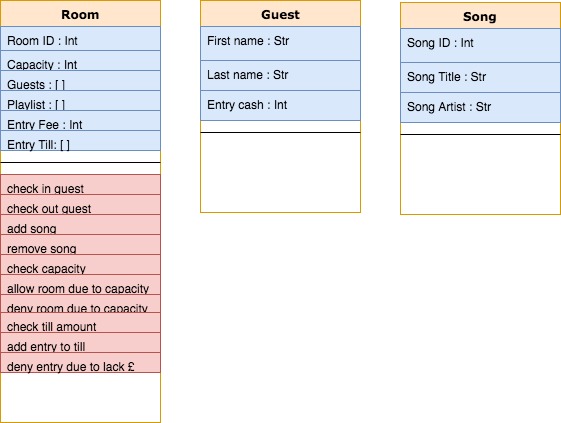 Room
Room ID : Int
Capacity : Int
Guests : [ ]
Playlist : [ ]
Entry Fee : Int
Entry Till: [ ]
check in guest
check out guest
add song
remove song
check capacity
allow room due to capacity
deny room due to capacity
check till amount
add entry to till
deny entry due to lack £
Guest
First name : Str
Last name : Str
Entry cash : Int
Song
Song ID : Int
Song Title : Str
Song Artist : Str